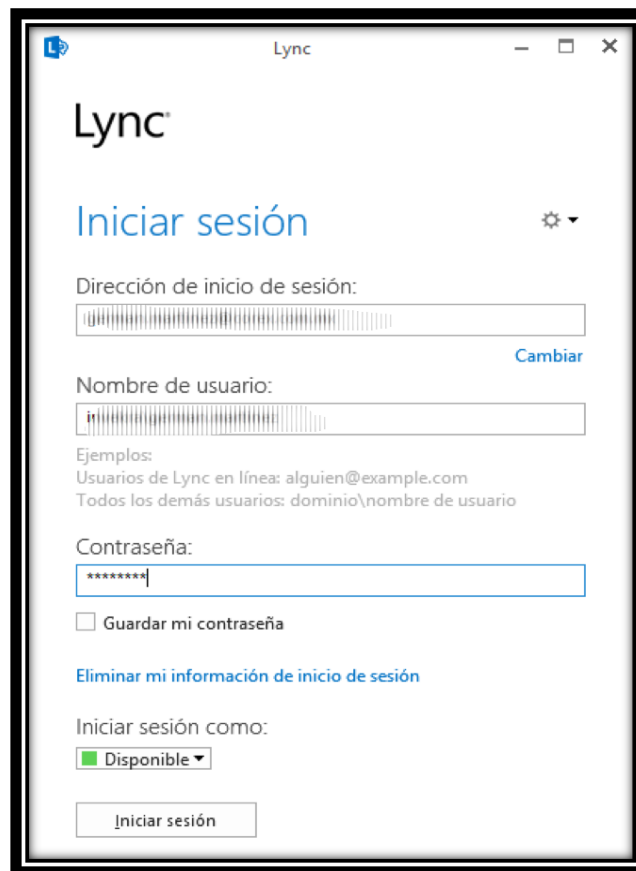 Lync
Lync
Iniciar sesión
Dirección de inicio de sesión:
Cambiar
Nombre de usuario:
Ejemplos:
Usuarios de Lync en línea: alguien@example.com
Todos los demás usuarios: dominio\nombre de usuario
Contraseña:
********
Guardar mi contraseña
Eliminar mi información de inicio de sesión
Iniciar sesión como:
Disponible
Iniciar sesión